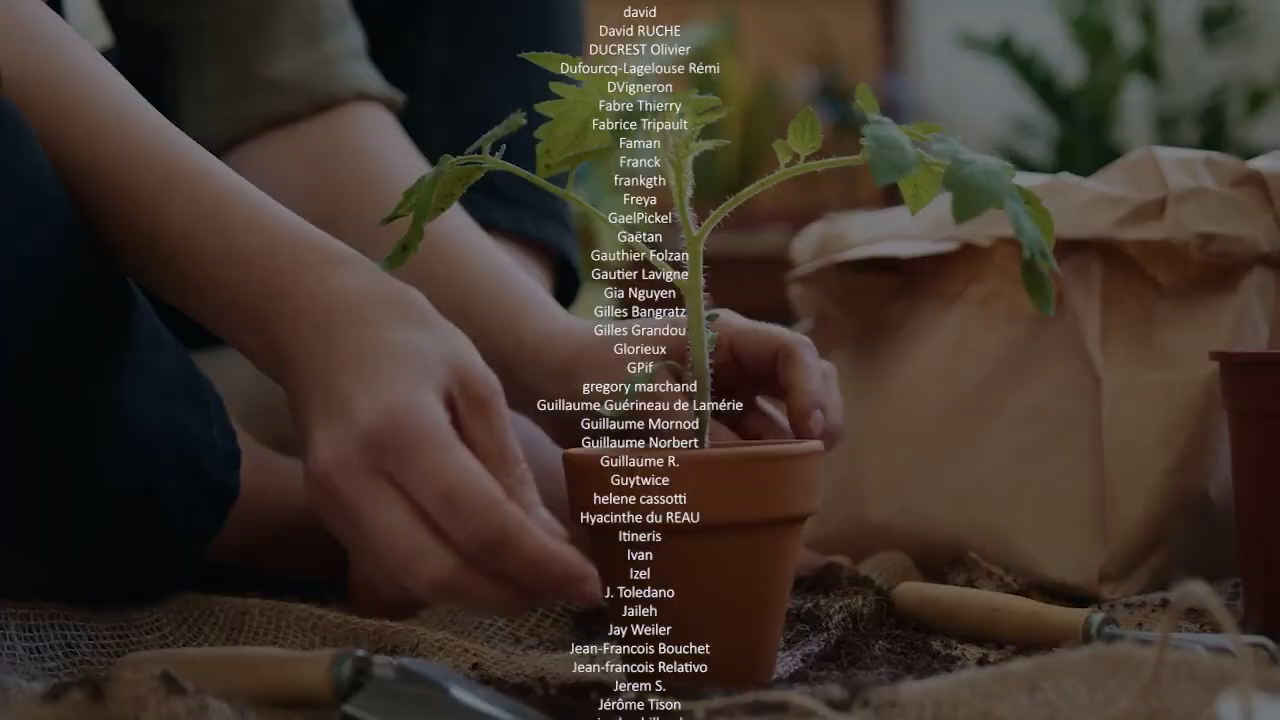 david
David RUCHE
DUCREST Olivier
Dufourcq-Lagelouse Rémi
DVigneron
Fabre Thierry
Fabrice Tripault
Faman
Franck
frankgth
Freya
GaelPickel
Gaëtan
Gauthier Folzan
Gautier Lavigne
Gia Nguyen
Gilles Bangratz
Gilles Grandou
Glorieux
GPif
gregory marchand
Guillaume Guérineau de Lamérie
Guillaume Mornod
Guillaume Norbert
Guillaume R.
Guytwice
helene cassotti
Hyacinthe du REAU
Itineris
Ivan
Izel
J. Toledano
Jaileh
Jay Weiler
Jean-Francois Bouchet
Jean-francois Relativo
Jerem S.
Jérôme Tison